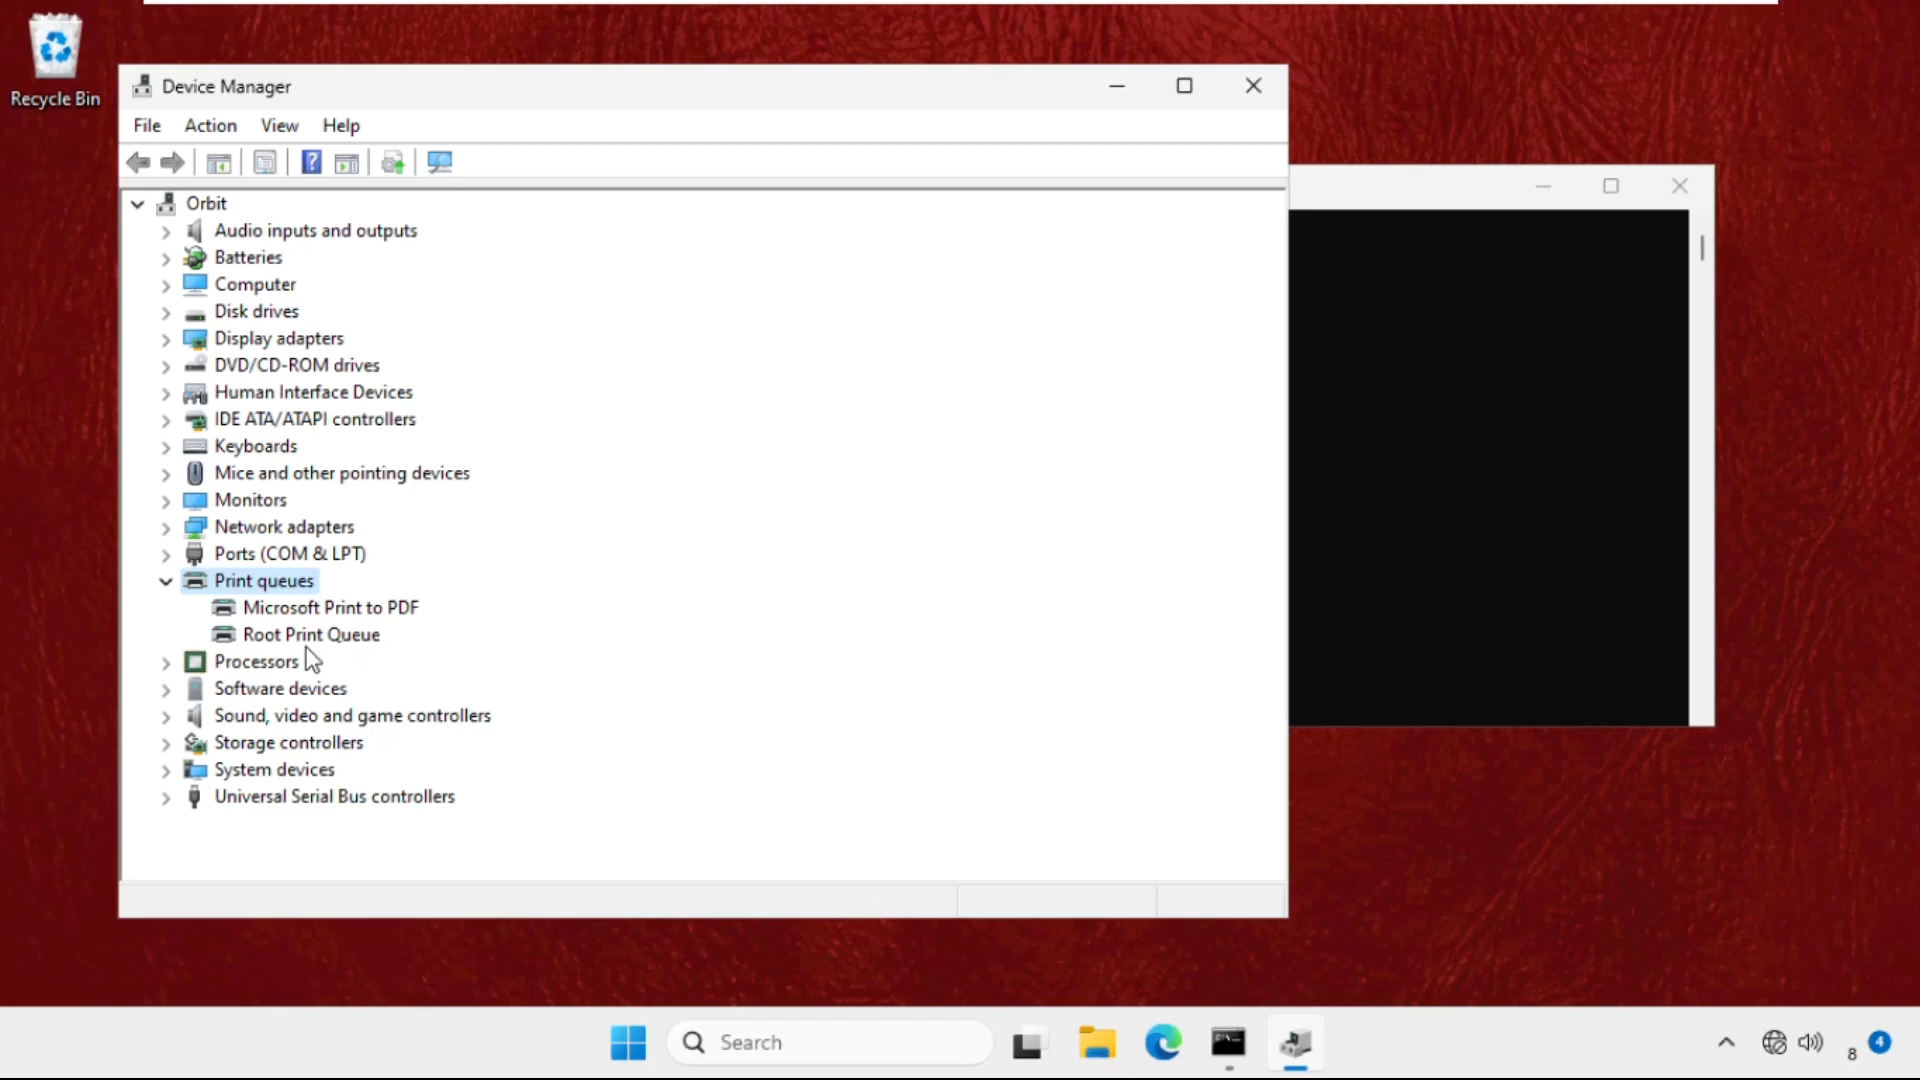 Recycle Bin
Device Manager
File Action View Help
Orbit
Audio inputs and outputs
Batteries
Computer
Disk drives
Display adapters
DVD/CD-ROM drives
Human Interface Devices
IDE ATA/ATAPI controllers
Keyboards
Mice and other pointing devices
Monitors
Network adapters
Ports (COM & LPT)
Print queues
Microsoft Print to PDF
Root Print Queue
Processors
Software devices
Sound, video and game controllers
Storage controllers
System devices
Universal Serial Bus controllers
Search
8
4